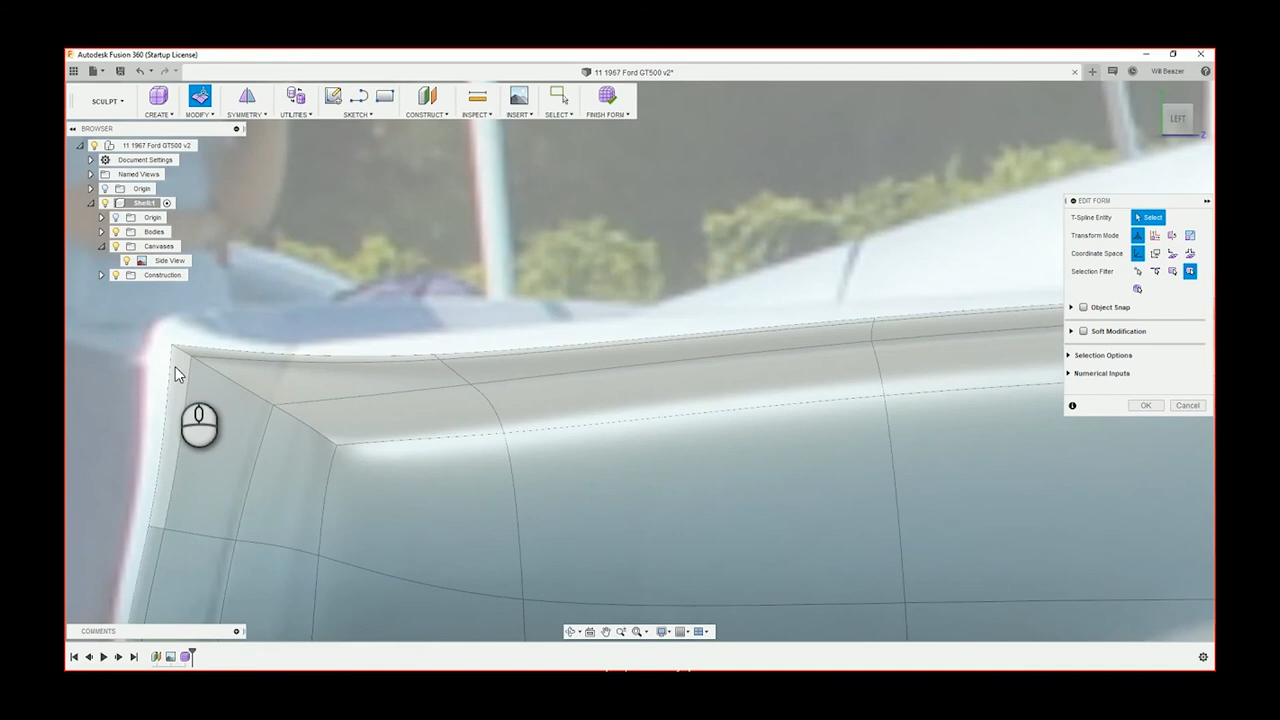 Autodesk Fusion 360 (Startup License)
11 1967 Ford GT500 v2*
Will Beazer
SCULPT
CREATE
MODIFY
SYMMETRY
UTILITIES
SKETCH
CONSTRUCT
INSPECT
INSERT
SELECT
FINISH FORM
BROWSER
11 1967 Ford GT500 v2
Document Settings
Named Views
Origin
Shell:1
Origin
Bodies
Canvases
Side View
Construction
LEFT
Z
EDIT FORM
T-Spline Entity
Select
Transform Mode
Coordinate Space
Selection Filter
Object Snap
Soft Modification
Selection Options
Numerical Inputs
OK
Cancel
COMMENTS